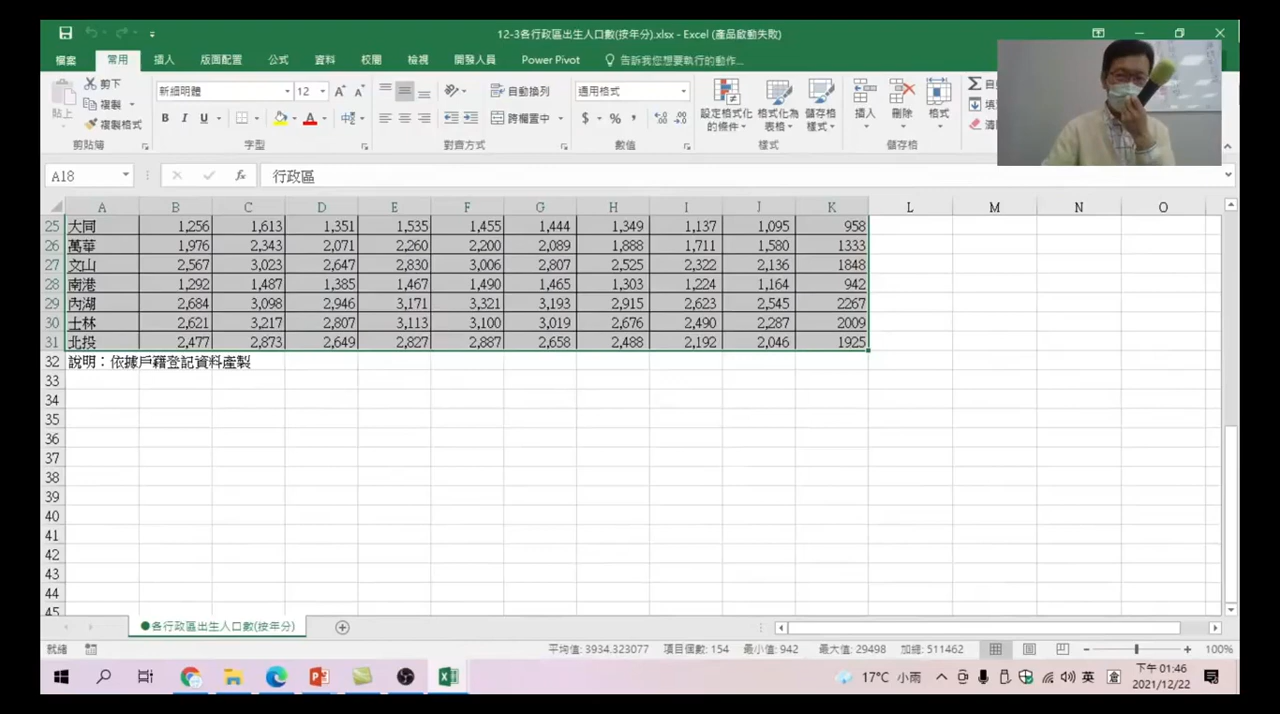 12-3各行政區出生人口數(按年分).xlsx - Excel (產品啟動失敗)
檔案 常用 插入 版面配置 公式 資料 校閱 檢視 開發人員 Power Pivot 告訴我您想要執行的動作...
貼上 剪下 複製 複製格式 剪貼簿
新細明體 12 A A B I U A 中 字型
自動換列 跨欄置中 對齊方式
通用格式 $ % , 數值
設定格式化的條件 格式化為表格 儲存格樣式 樣式
插入 刪除 格式 儲存格
A18 fx 行政區
A B C D E F G H I J K L M N O
25 大同 1,256 1,613 1,351 1,535 1,455 1,444 1,349 1,137 1,095 958
26 萬華 1,976 2,343 2,071 2,260 2,200 2,089 1,888 1,711 1,580 1333
27 文山 2,567 3,023 2,647 2,830 3,006 2,807 2,525 2,322 2,136 1848
28 南港 1,292 1,487 1,385 1,467 1,490 1,465 1,303 1,224 1,164 942
29 內湖 2,684 3,098 2,946 3,171 3,321 3,193 2,915 2,623 2,545 2267
30 士林 2,621 3,217 2,807 3,113 3,100 3,019 2,676 2,490 2,287 2009
31 北投 2,477 2,873 2,649 2,827 2,887 2,658 2,488 2,192 2,046 1925
32 說明：依據戶籍登記資料產製
33
34
35
36
37
38
39
40
41
42
43
44
45
●各行政區出生人口數(按年分)
就緒 平均值: 3934.323077 項目個數: 154 最小值: 942 最大值: 29498 加總: 511462 100%
17°C 小雨 英 下午 01:46
2021/12/22